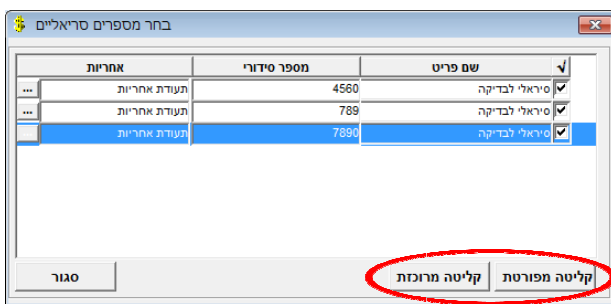 בחר מספרים סריאליים
√ שם פריט מספר סידורי אחריות
סיראלי לבדיקה 4560 תעודת אחריות ...
סיראלי לבדיקה 789 תעודת אחריות ...
סיראלי לבדיקה 7890 תעודת אחריות ...
קליטה מפורטת קליטה מרוכזת סגור